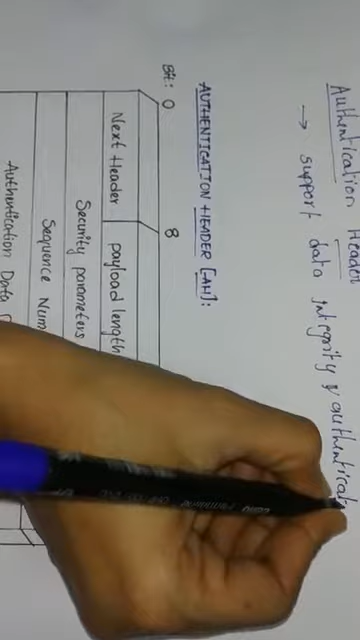 Authentication Header
→ support data integrity & authenticat
AUTHENTICATION HEADER [AH]:
Bit: 0 8
Next Header payload length
Security parameters
Sequence Num
Authentication Data